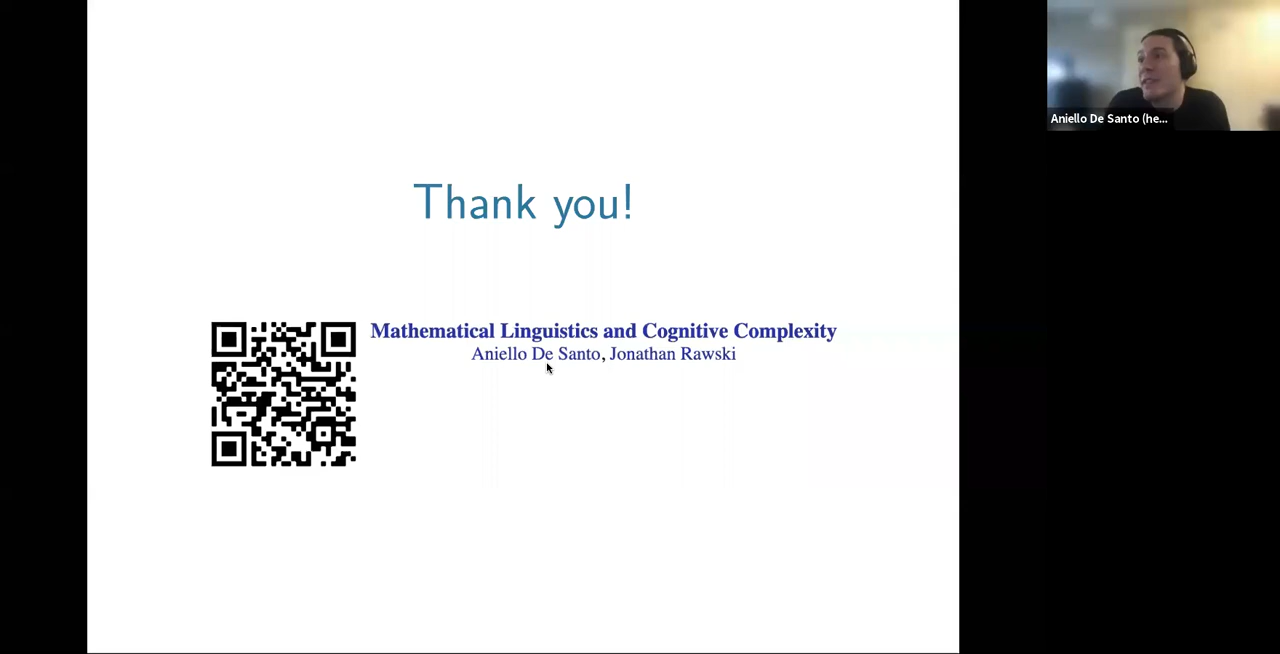 Thank you!
Mathematical Linguistics and Cognitive Complexity
Aniello De Santo, Jonathan Rawski
Aniello De Santo (he...